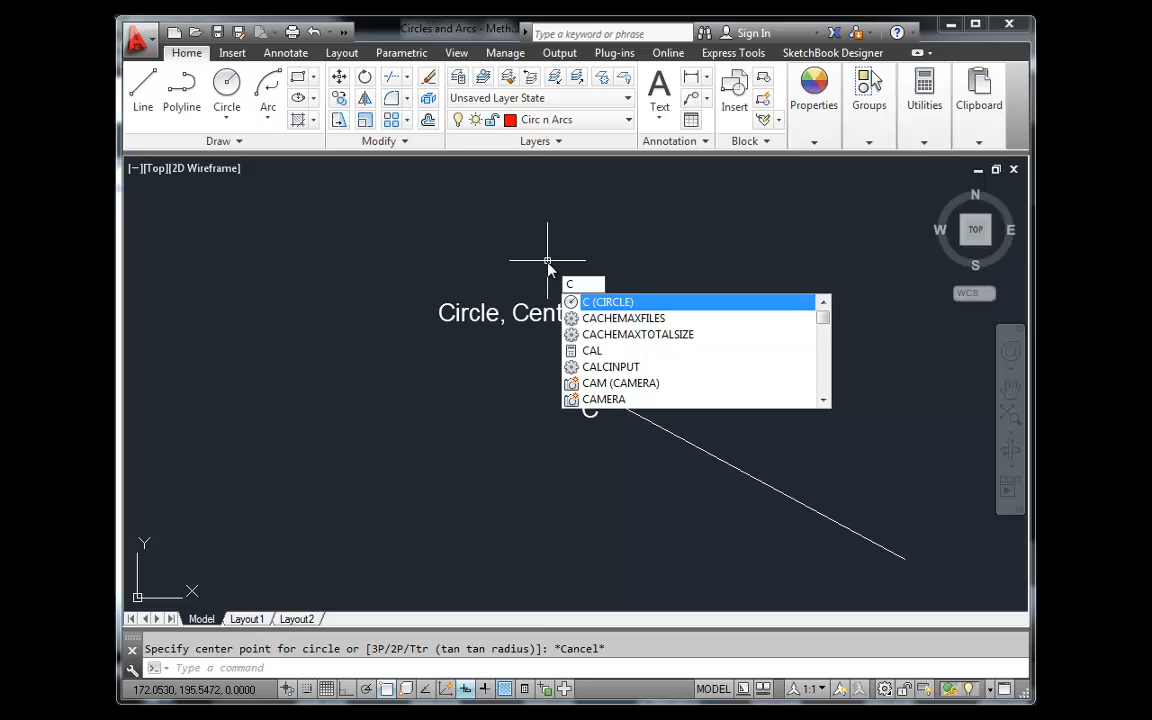 Circles and Arcs - Meth...
Type a keyword or phrase
Sign In
Home Insert Annotate Layout Parametric View Manage Output Plug-ins Online Express Tools SketchBook Designer
Line Polyline Circle Arc
Unsaved Layer State
Circ n Arcs
Text Insert Properties Groups Utilities Clipboard
Draw Modify Layers Annotation Block
[−][Top][2D Wireframe]
N
W TOP E
S
WCS
C
Circle, Cent
C (CIRCLE)
CACHEMAXFILES
CACHEMAXTOTALSIZE
CAL
CALCINPUT
CAM (CAMERA)
CAMERA
C
Y
X
Model Layout1 Layout2
Specify center point for circle or [3P/2P/Ttr (tan tan radius)]: *Cancel*
Type a command
172.0530, 195.5472, 0.0000 MODEL 1:1